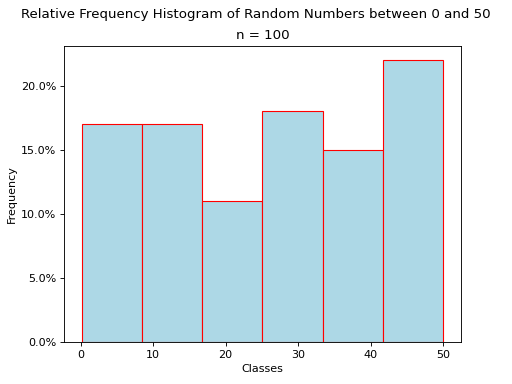 Relative Frequency Histogram of Random Numbers between 0 and 50
n = 100
20.0%
15.0%
10.0%
5.0%
0.0%
Frequency
0 10 20 30 40 50
Classes